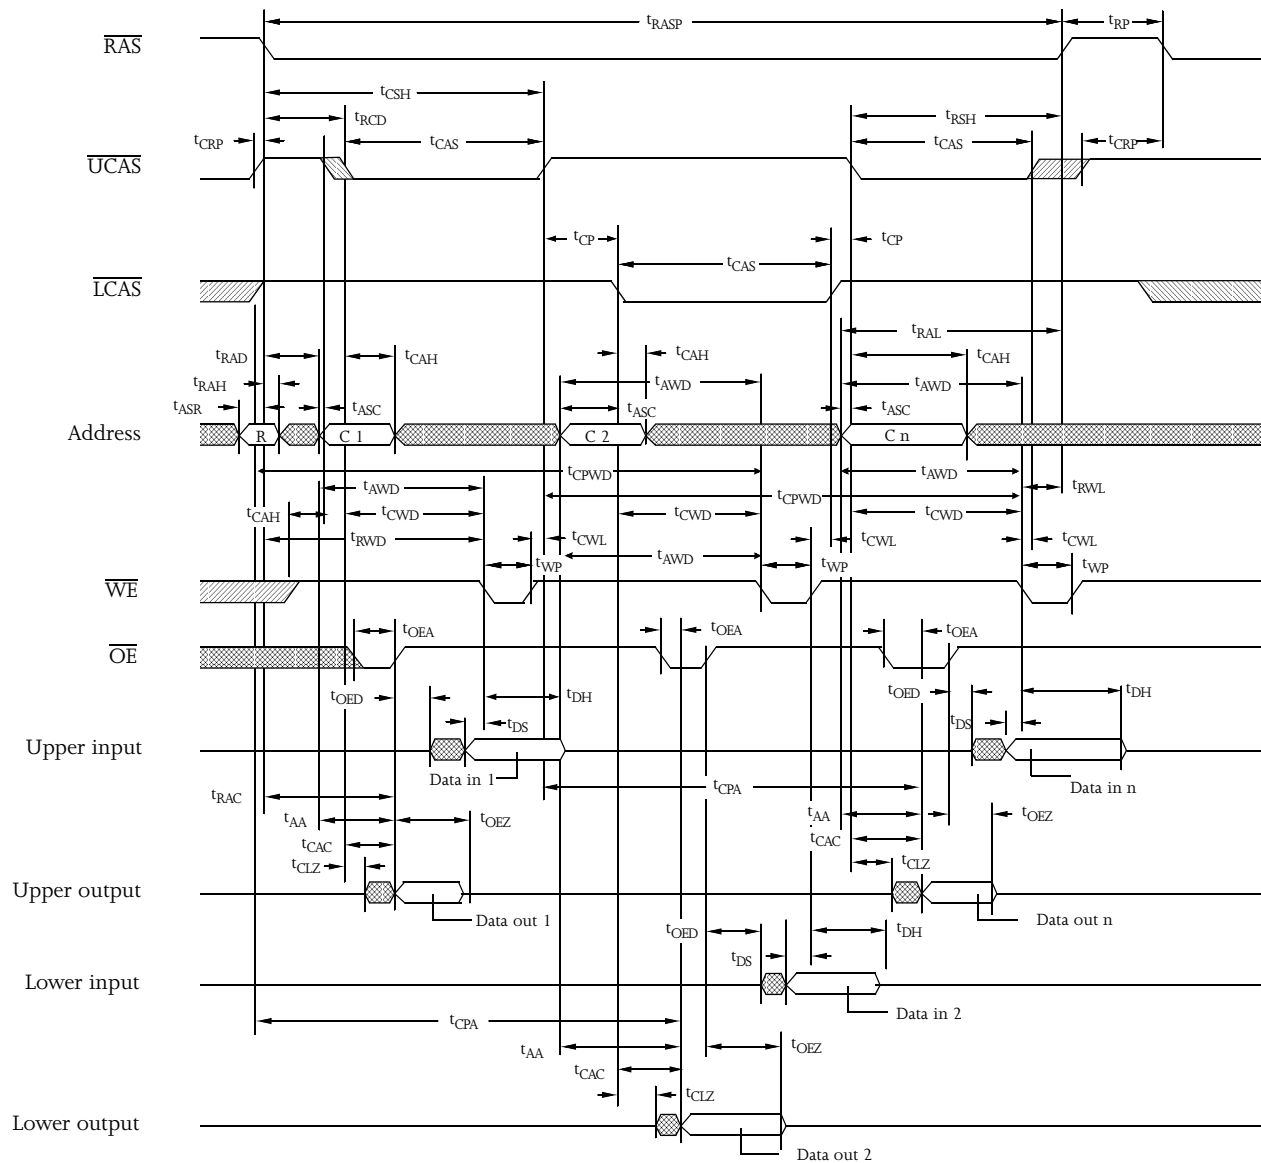 tRASP
tRP
RAS
tCSH
tRCD
tRSH
tCRP
tCAS
tCAS
tCRP
UCAS
tCP
tCP
tCAS
LCAS
tRAL
tRAD
tCAH
tCAH
tCAH
tRAH
tAWD
tAWD
tASR
tASC
tASC
tASC
Address
R
C 1
C 2
C n
tCPWD
tAWD
tAWD
tRWL
tCPWD
tCAH
tCWD
tCWD
tCWD
tRWD
tCWL
tCWL
tCWL
tAWD
tWP
tWP
tWP
WE
tOEA
tOEA
tOEA
OE
tOED
tDH
tOED
tDH
tDS
tDS
Upper input
Data in 1
tCPA
Data in n
tRAC
tAA
tOEZ
tAA
tOEZ
tCAC
tCAC
tCLZ
tCLZ
Upper output
Data out 1
Data out n
tOED
tDH
tDS
Lower input
Data in 2
tCPA
tAA
tOEZ
tCAC
tCLZ
Lower output
Data out 2